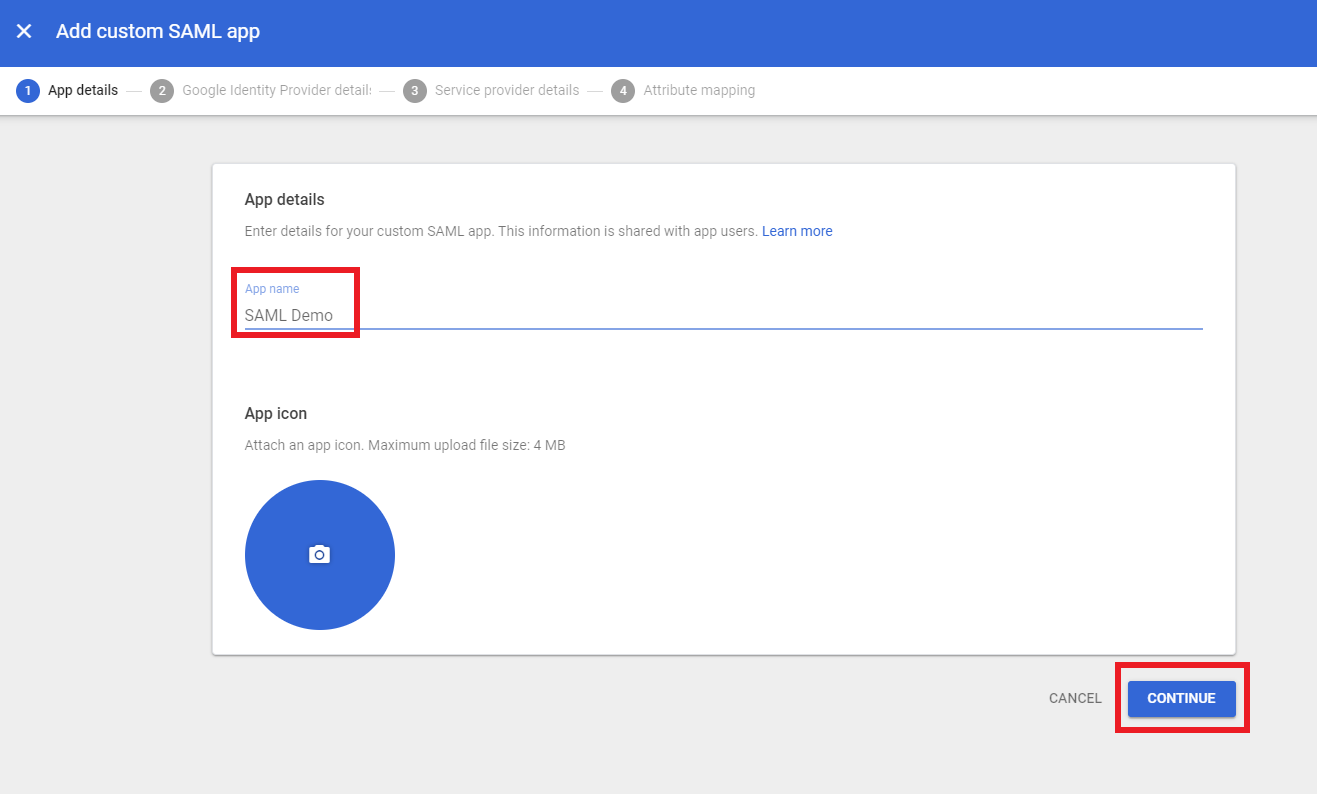 Add custom SAML app
1 App details 2 Google Identity Provider details 3 Service provider details 4 Attribute mapping
App details
Enter details for your custom SAML app. This information is shared with app users. Learn more
App name
SAML Demo
App icon
Attach an app icon. Maximum upload file size: 4 MB
CANCEL CONTINUE